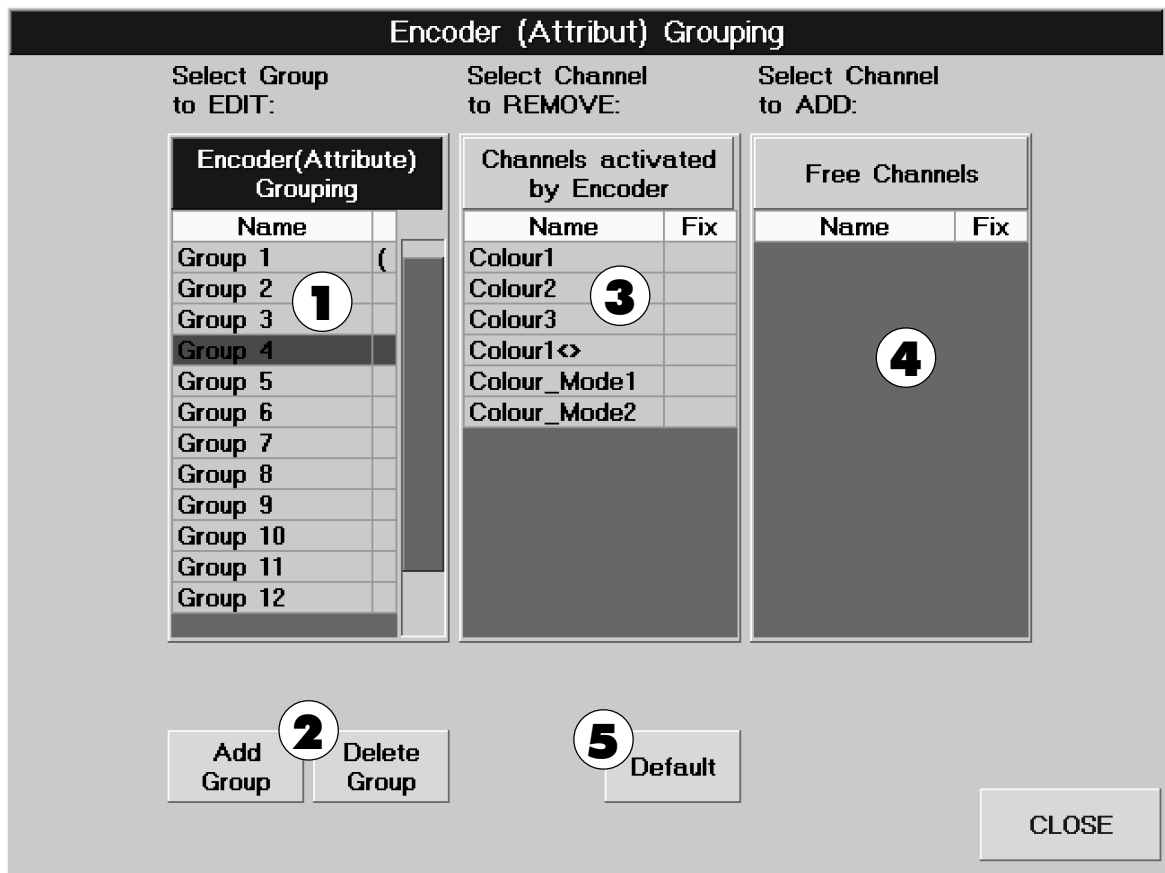 Encoder (Attribut) Grouping
Select Group
to EDIT:
Select Channel
to REMOVE:
Select Channel
to ADD:
Encoder(Attribute)
Grouping
Name
Group 1 (
Group 2
Group 3
Group 4
Group 5
Group 6
Group 7
Group 8
Group 9
Group 10
Group 11
Group 12
1
Channels activated
by Encoder
Name Fix
Colour1
Colour2
Colour3
Colour1<>
Colour_Mode1
Colour_Mode2
3
Free Channels
Name Fix
4
Add
Group
2
Delete
Group
5
Default
CLOSE